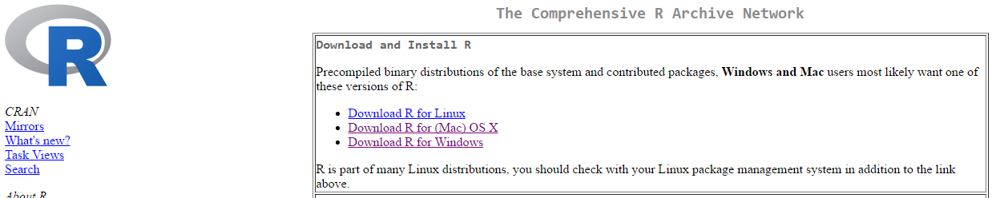 The Comprehensive R Archive Network
R
CRAN
Mirrors
What's new?
Task Views
Search
About R
Download and Install R
Precompiled binary distributions of the base system and contributed packages, Windows and Mac users most likely want one of
these versions of R:
Download R for Linux
Download R for (Mac) OS X
Download R for Windows
R is part of many Linux distributions, you should check with your Linux package management system in addition to the link
above.